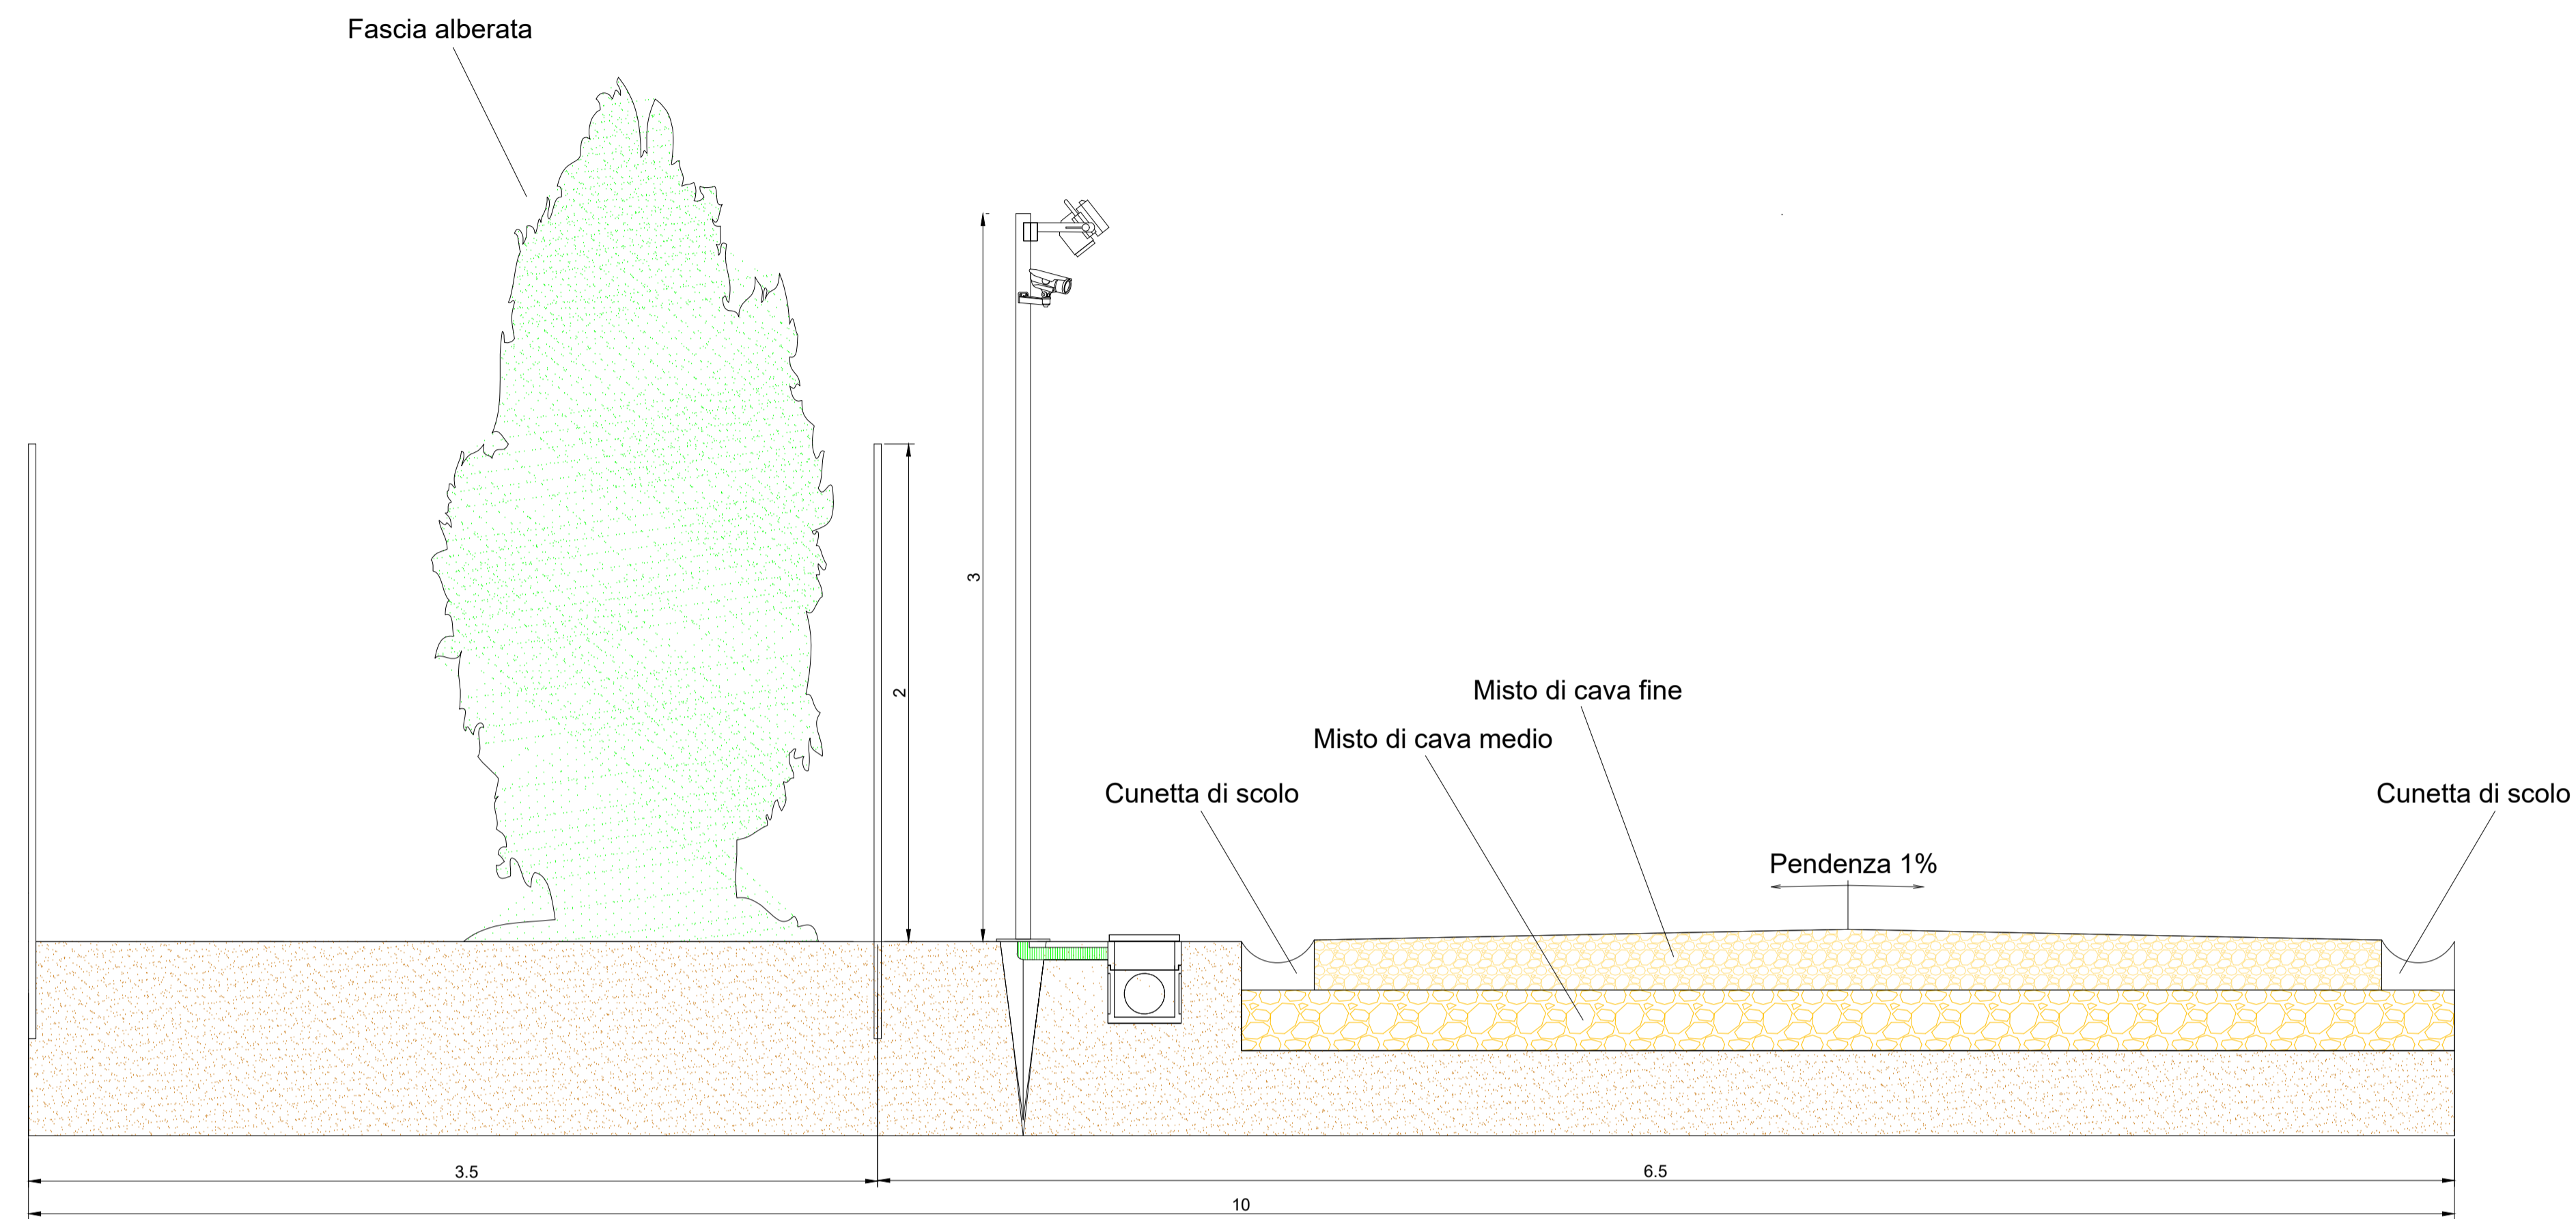 Fascia alberata
3
2
Misto di cava fine
Misto di cava medio
Cunetta di scolo
Cunetta di scolo
Pendenza 1%
3.5
6.5
10